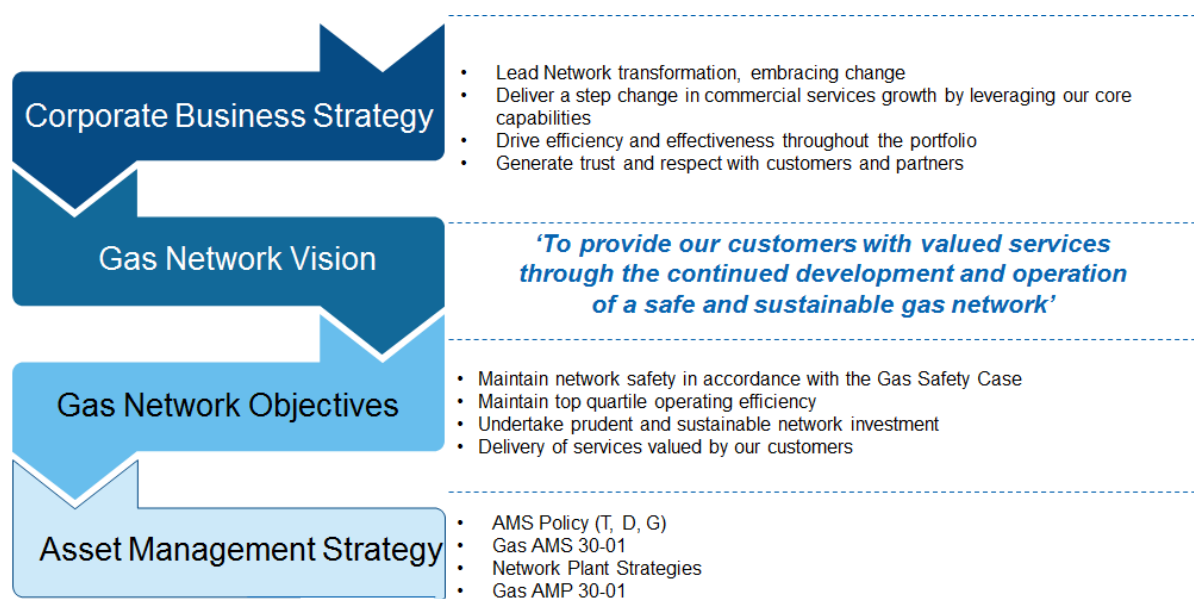 Corporate Business Strategy
• Lead Network transformation, embracing change
• Deliver a step change in commercial services growth by leveraging our core
capabilities
• Drive efficiency and effectiveness throughout the portfolio
• Generate trust and respect with customers and partners
Gas Network Vision
‘To provide our customers with valued services
through the continued development and operation
of a safe and sustainable gas network’
Gas Network Objectives
• Maintain network safety in accordance with the Gas Safety Case
• Maintain top quartile operating efficiency
• Undertake prudent and sustainable network investment
• Delivery of services valued by our customers
Asset Management Strategy
• AMS Policy (T, D, G)
• Gas AMS 30-01
• Network Plant Strategies
• Gas AMP 30-01